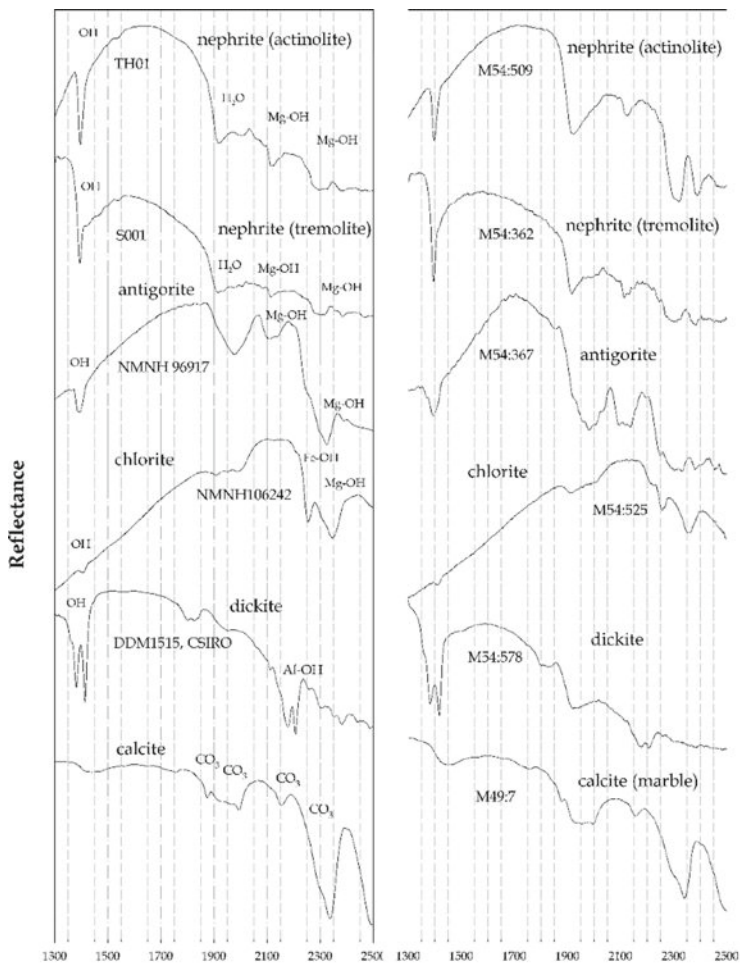 Reflectance
OH
nephrite (actinolite)
TH01
H₂O
Mg-OH
Mg-OH
OH
S001
nephrite (tremolite)
H₂O
Mg-OH
Mg-OH
antigorite
Mg-OH
OH
NMNH 96917
Mg-OH
chlorite
Fe-OH
NMNH106242
Mg-OH
OH
OH
dickite
DDM1515, CSIRO
Al-OH
calcite
CO₃
CO₃
CO₃
CO₃
1300 1500 1700 1900 2100 2300 2500
nephrite (actinolite)
M54:509
nephrite (tremolite)
M54:362
M54:367
antigorite
chlorite
M54:525
dickite
M54:578
calcite (marble)
M49:7
1300 1500 1700 1900 2100 2300 2500